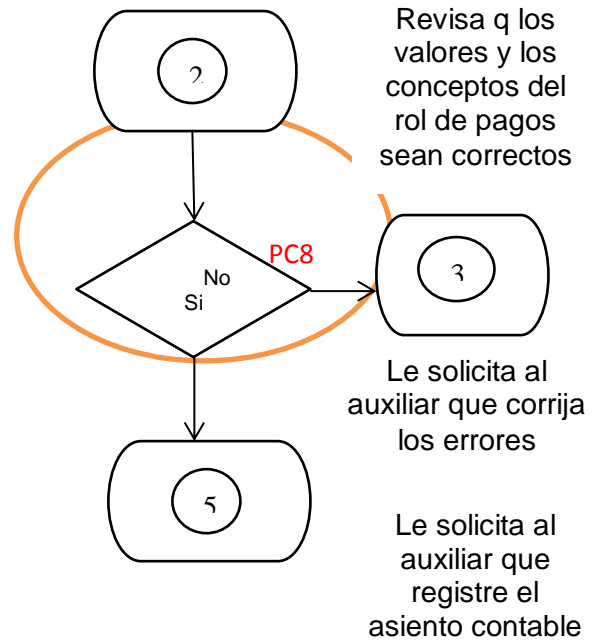 Revisa q los
valores y los
conceptos del
rol de pagos
sean correctos
2
PC8
No
Si
3
Le solicita al
auxiliar que corrija
los errores
5
Le solicita al
auxiliar que
registre el
asiento contable